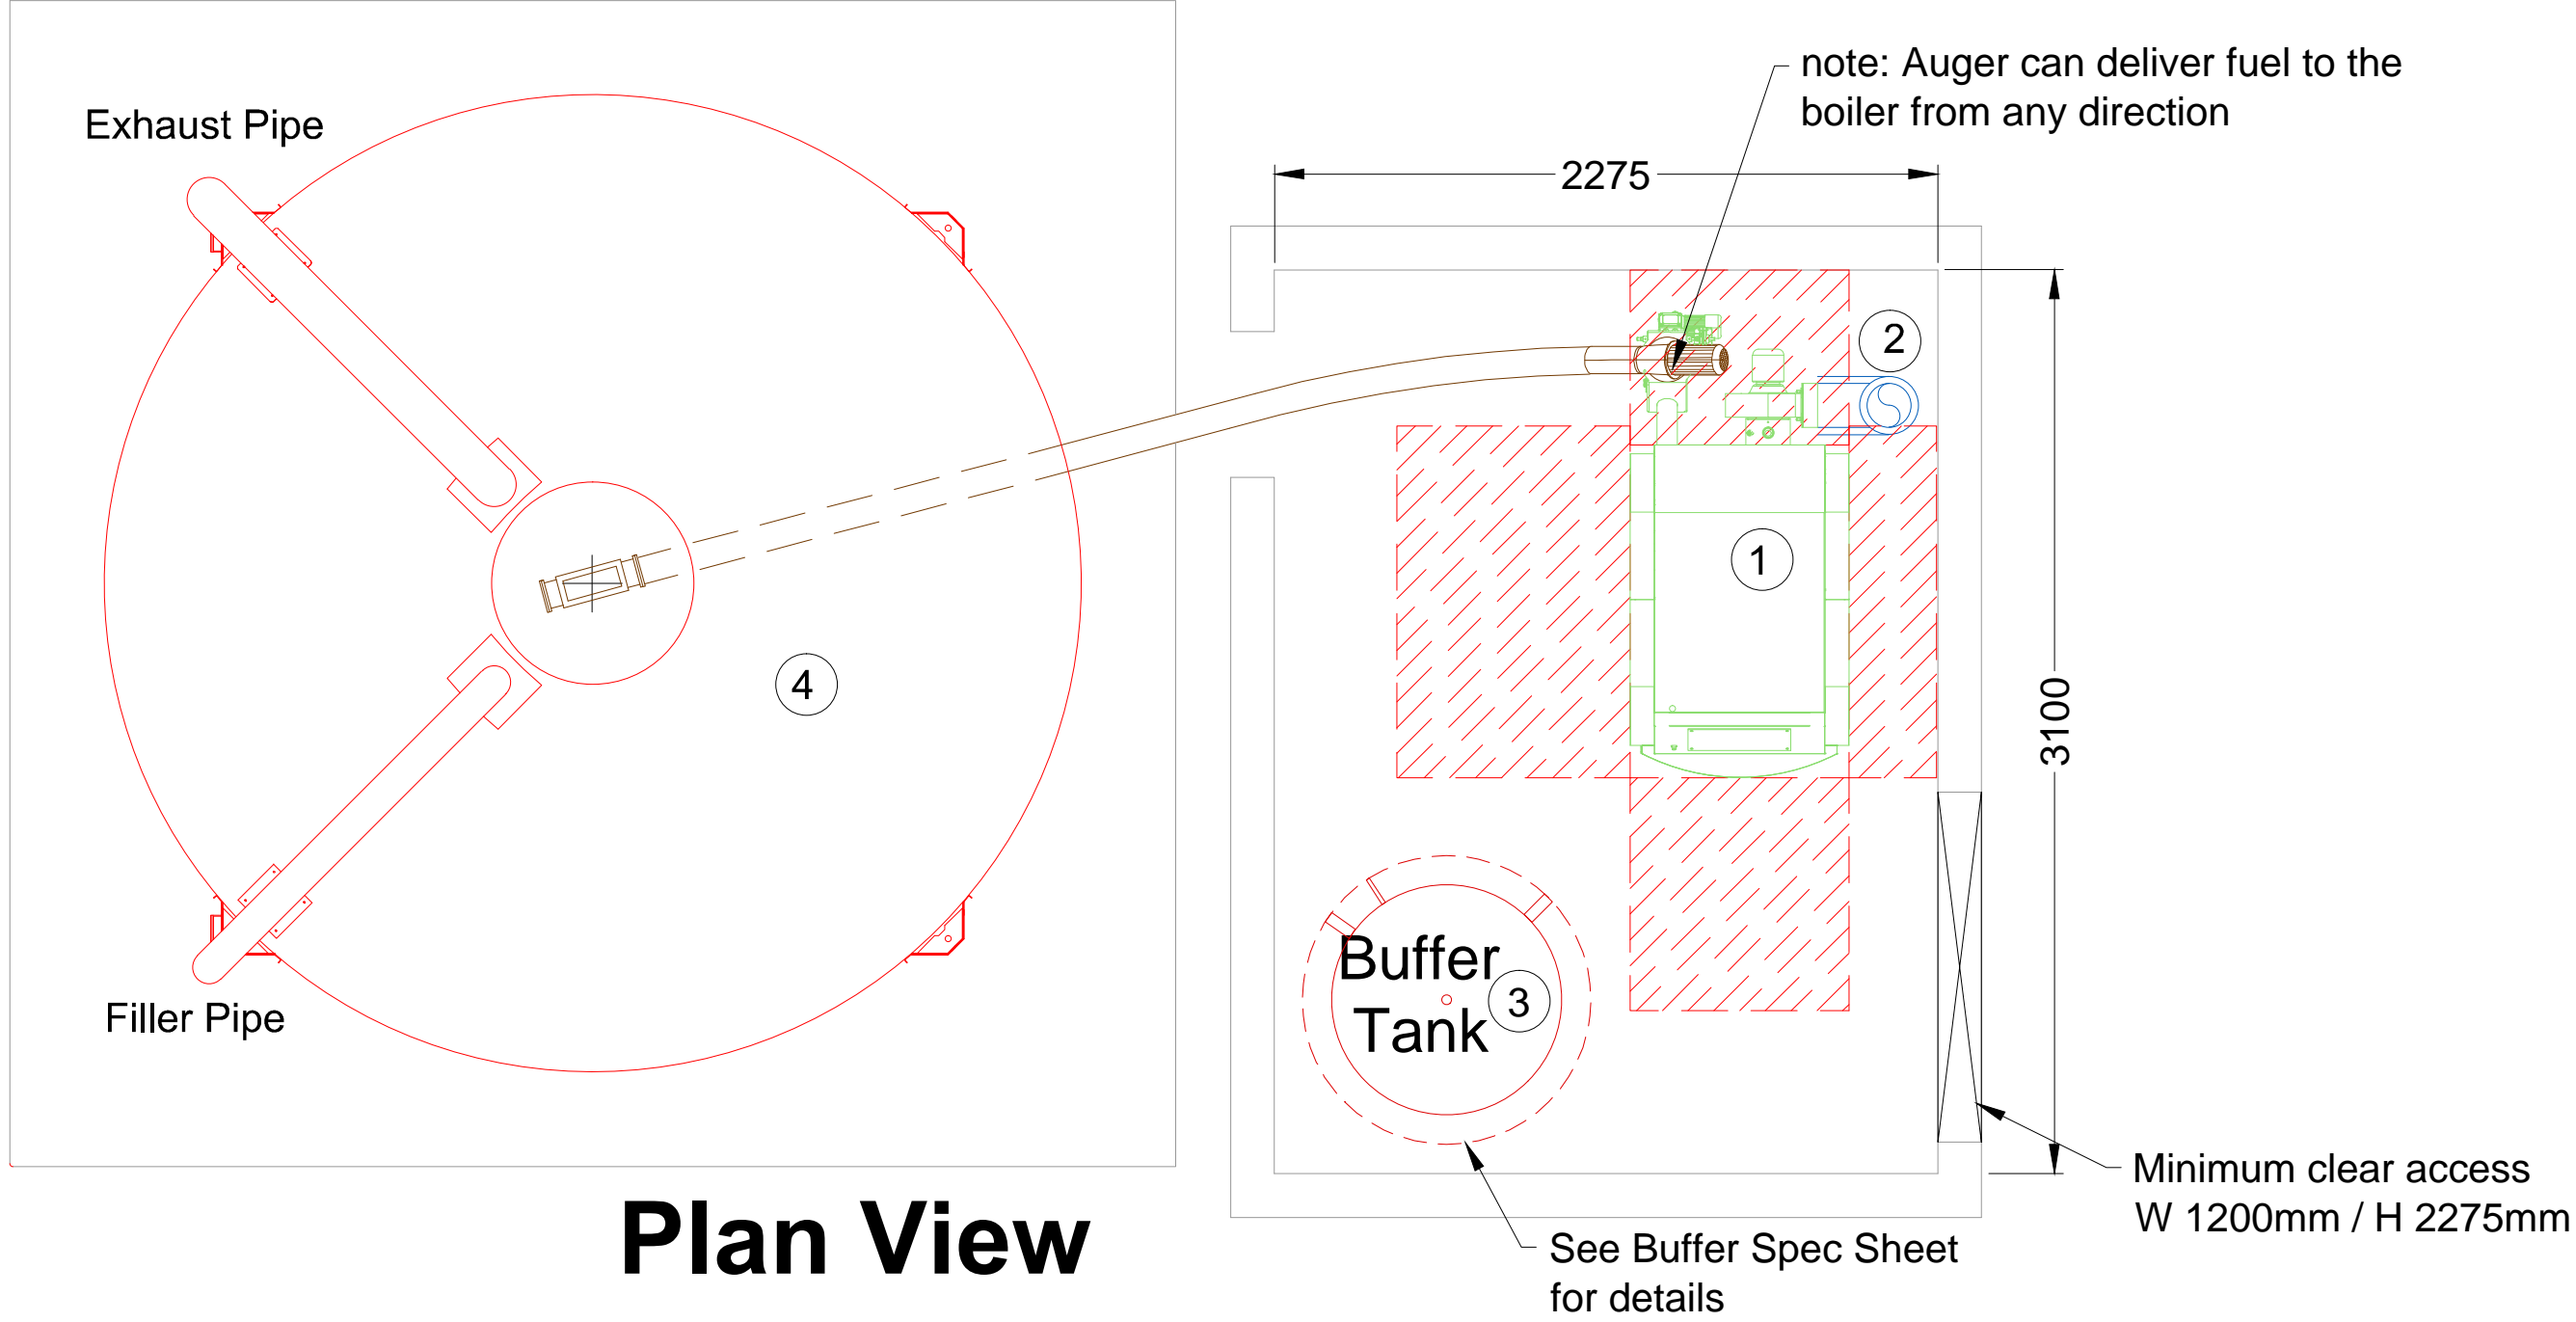 note: Auger can deliver fuel to the
boiler from any direction
Exhaust Pipe
2275
2
1
4
3100
Buffer
3
Tank
Filler Pipe
Minimum clear access
W 1200mm / H 2275mm
Plan View
See Buffer Spec Sheet
for details